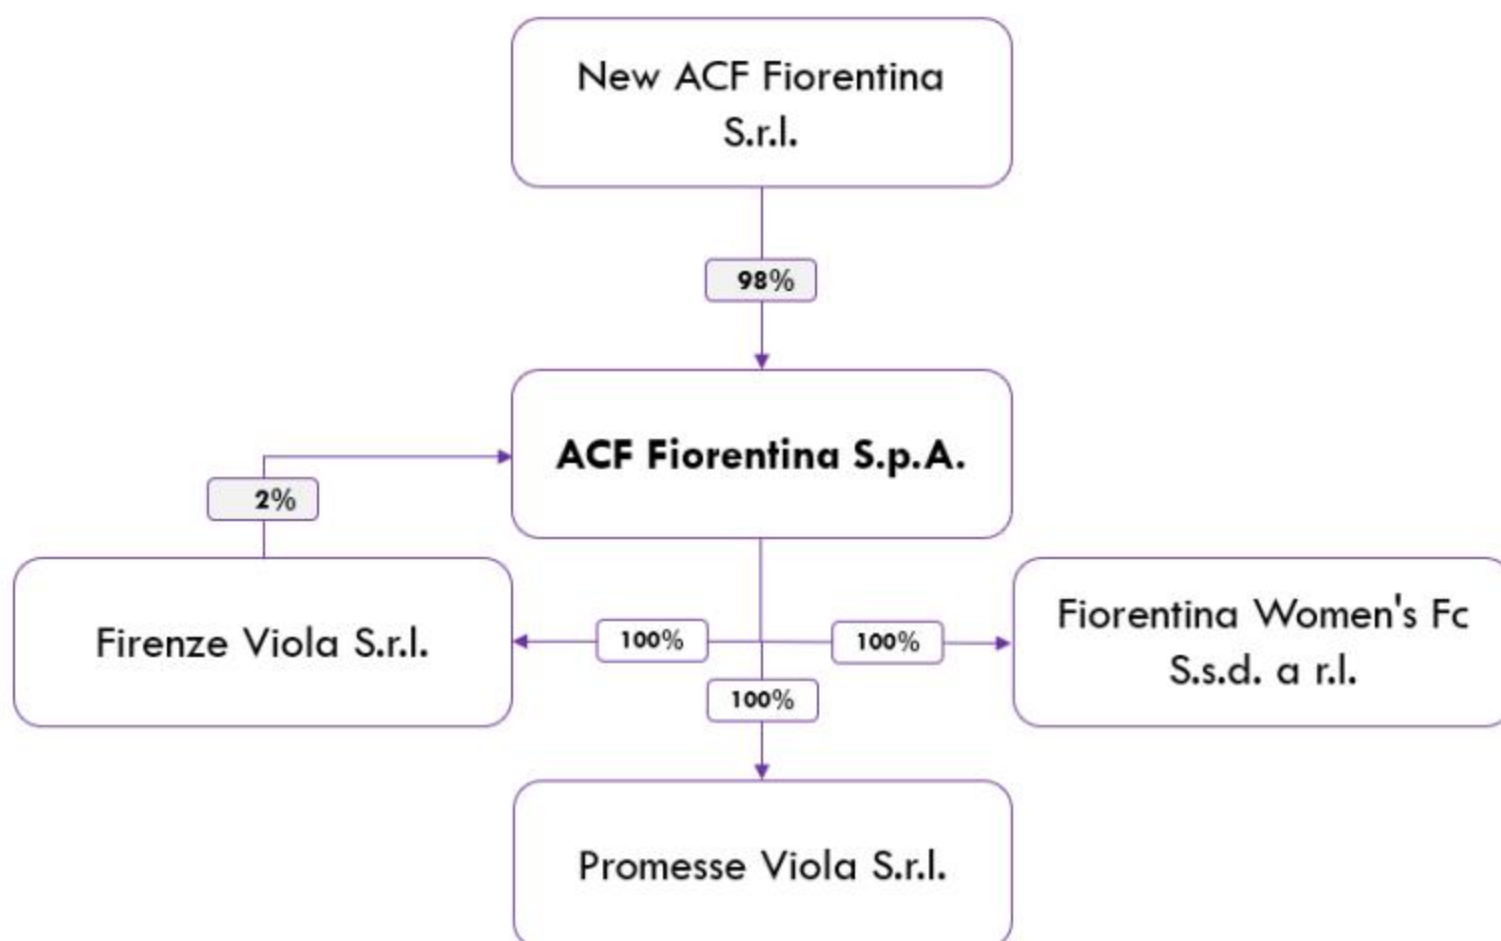 New ACF Fiorentina
S.r.l.
98%
ACF Fiorentina S.p.A.
2%
Firenze Viola S.r.l.
100%
100%
Fiorentina Women's Fc
S.s.d. a r.l.
100%
Promesse Viola S.r.l.